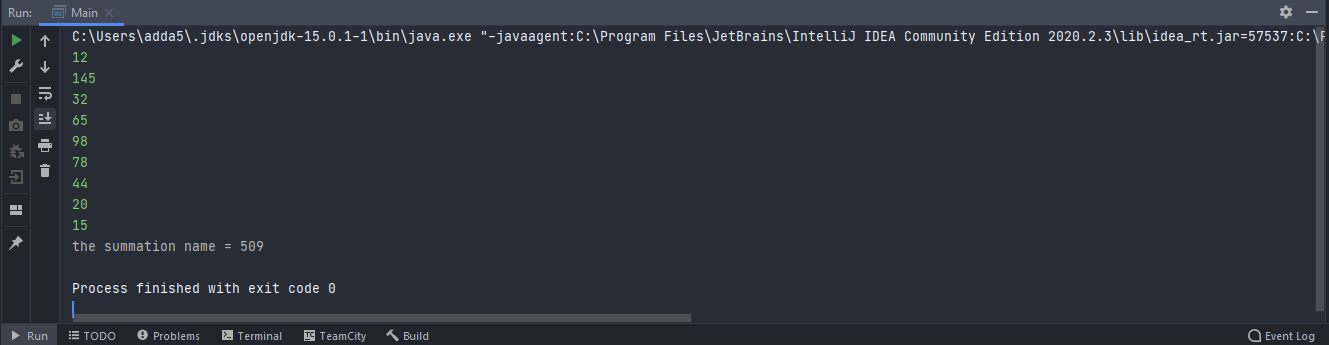 Run: Main
C:\Users\adda5\.jdks\openjdk-15.0.1-1\bin\java.exe "-javaagent:C:\Program Files\JetBrains\IntelliJ IDEA Community Edition 2020.2.3\lib\idea_rt.jar=57537:C:\P
12
145
32
65
98
78
44
20
15
the summation name = 509
Process finished with exit code 0
Run TODO Problems Terminal TC TeamCity Build Event Log